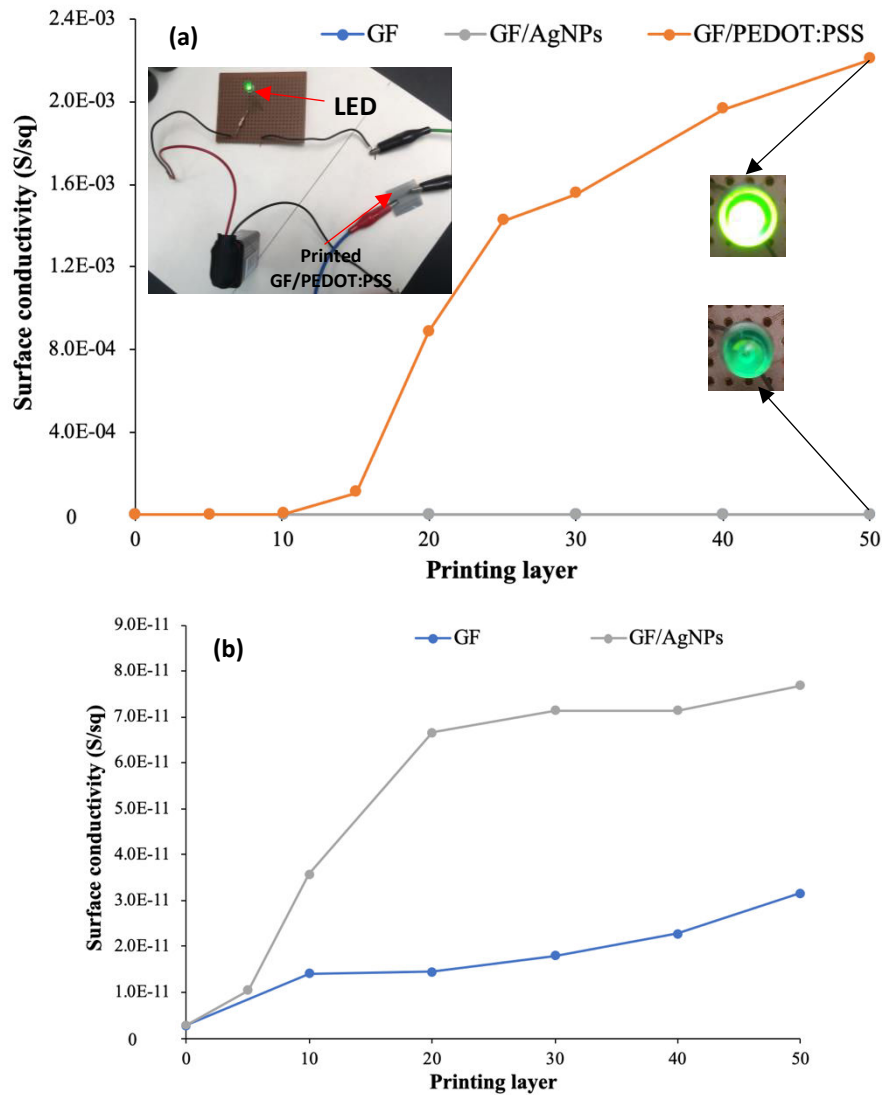 (a)
GF
GF/AgNPs
GF/PEDOT:PSS
2.4E-03
2.0E-03
1.6E-03
1.2E-03
8.0E-04
4.0E-04
0
Surface conductivity (S/sq)
LED
Printed
GF/PEDOT:PSS
0 10 20 30 40 50
Printing layer
(b)
GF
GF/AgNPs
9.0E-11
8.0E-11
7.0E-11
6.0E-11
5.0E-11
4.0E-11
3.0E-11
2.0E-11
1.0E-11
0
Surface conductivity (S/sq)
0 10 20 30 40 50
Printing layer